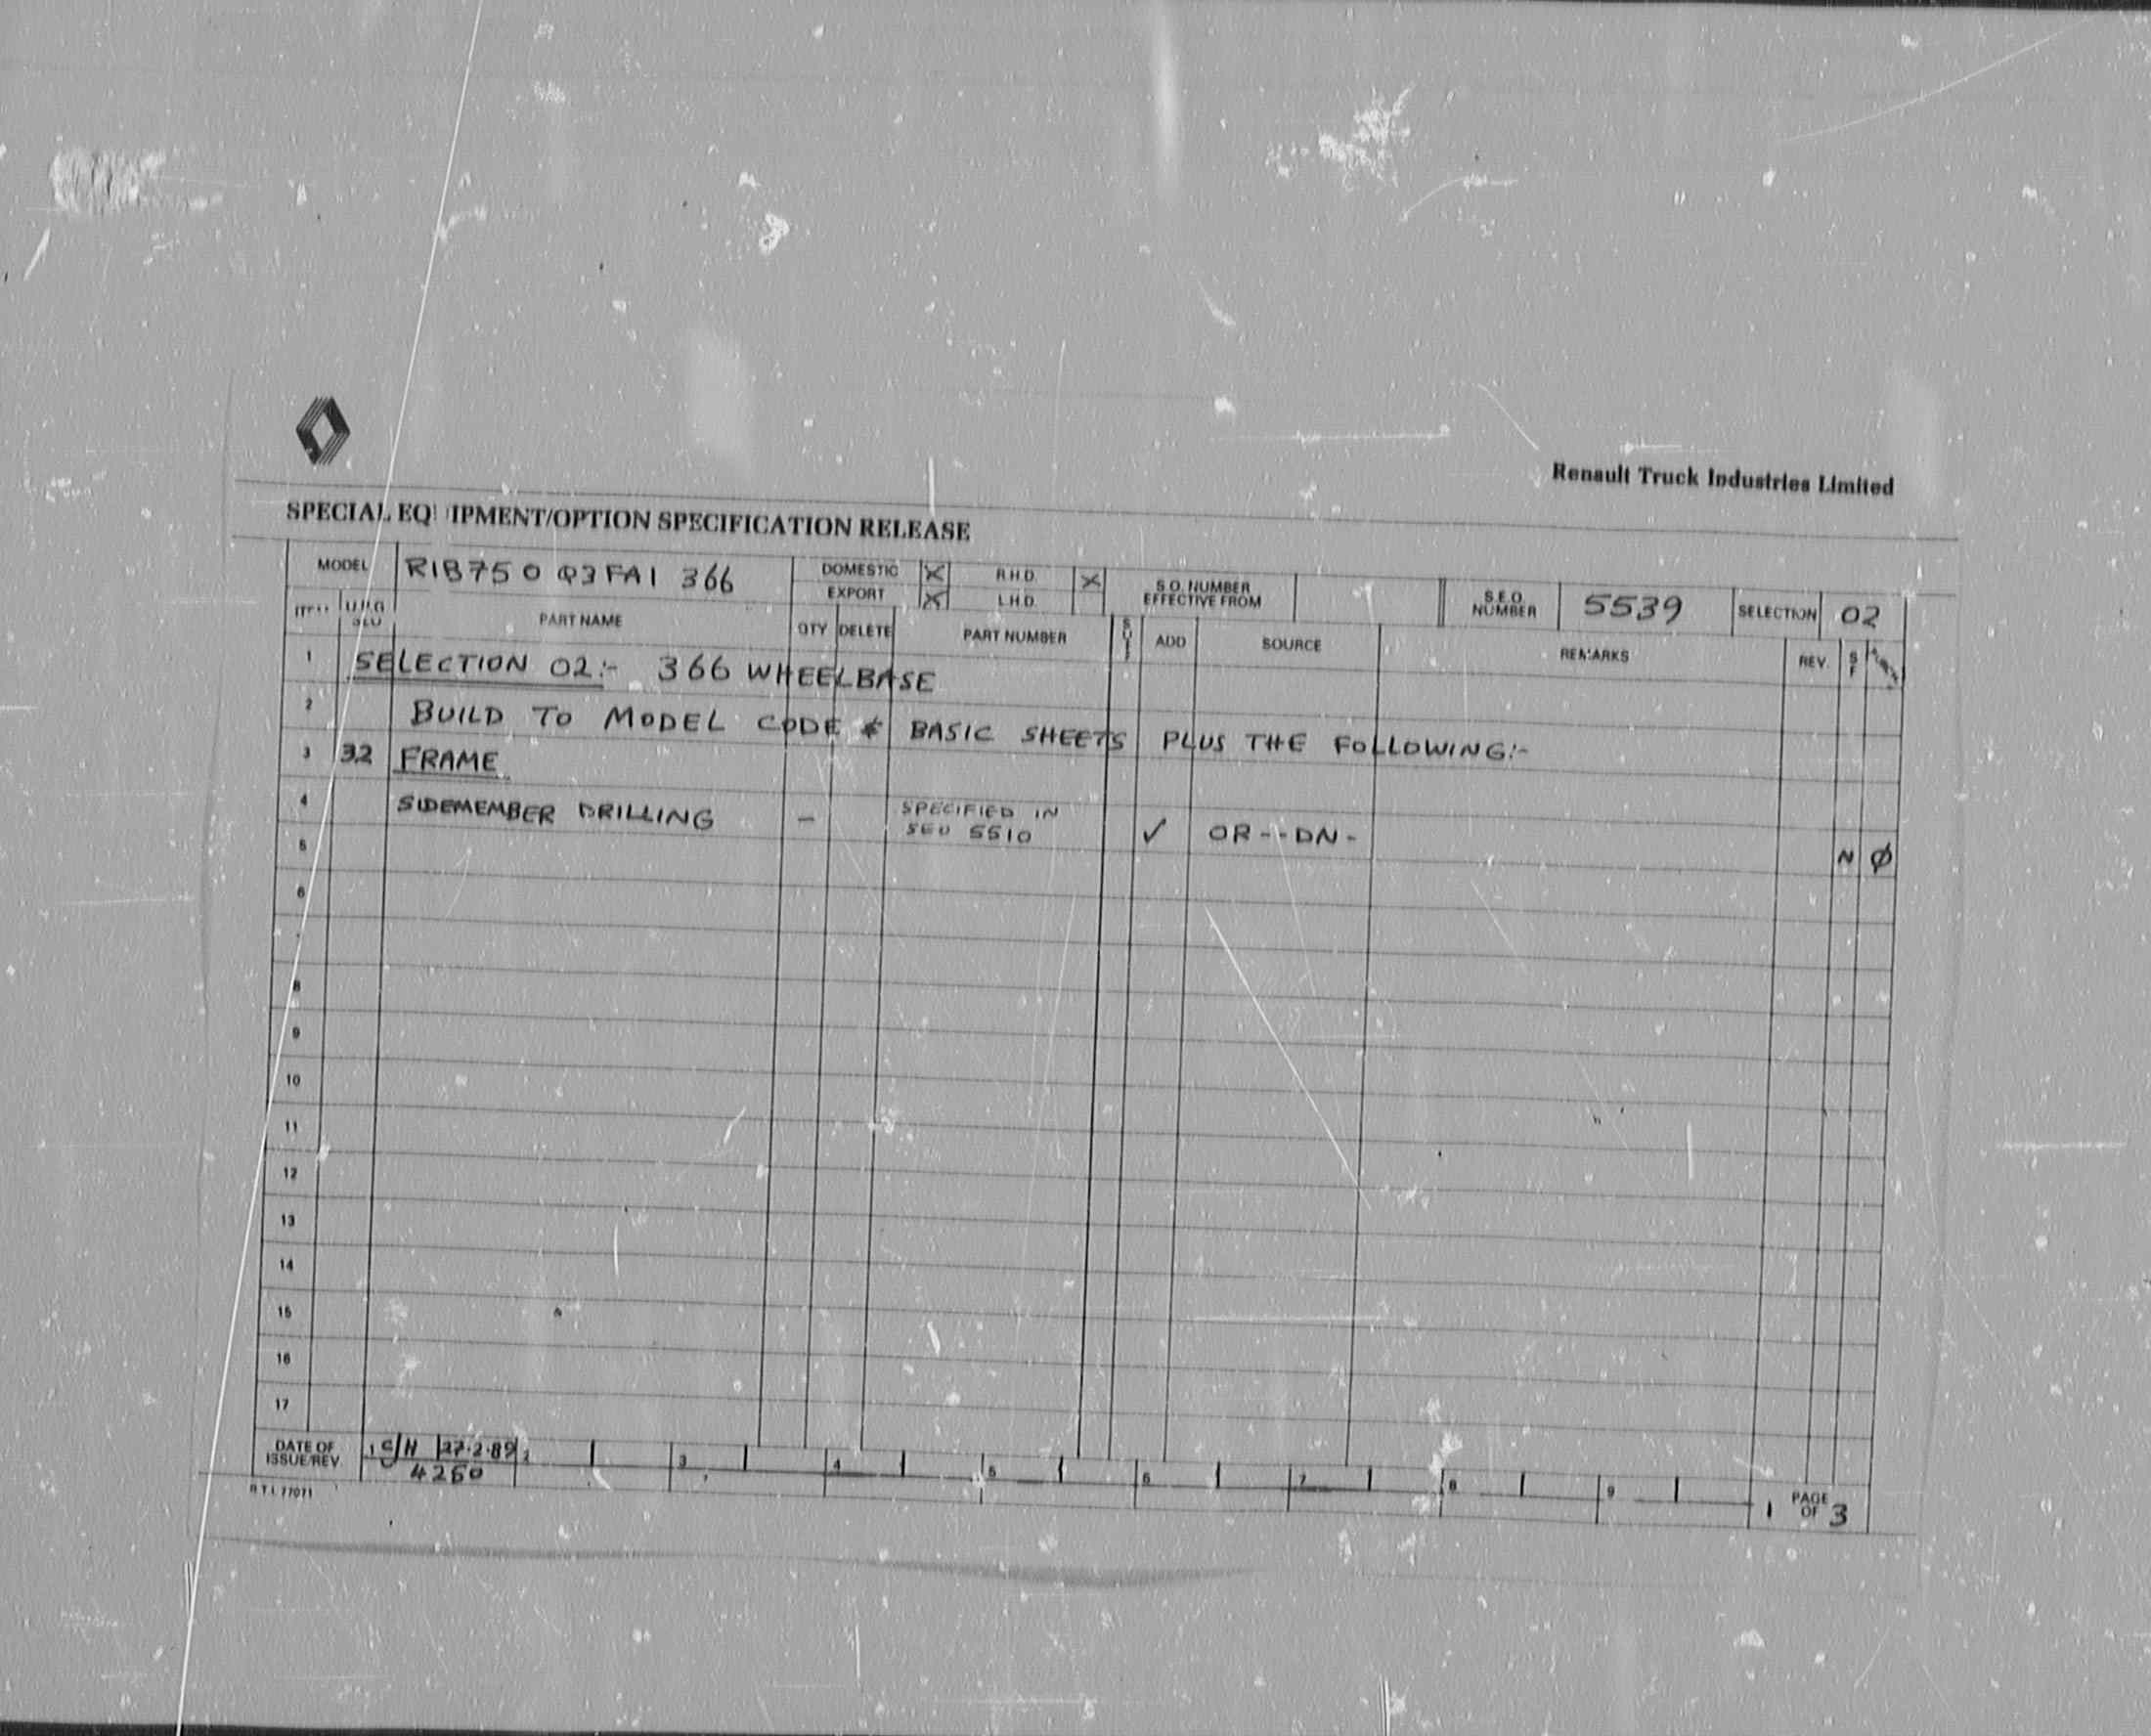 Renault Truck Industries Limited
SPECIAL EQUIPMENT/OPTION SPECIFICATION RELEASE
MODEL R1B750 Q3FA1 366 DOMESTIC X R.H.D. X S.O. NUMBER EFFECTIVE FROM S.E.O. NUMBER 5539 SELECTION 02
EXPORT X L.H.D.
PART NAME QTY DELETE PART NUMBER ADD SOURCE REMARKS REV. S F
1 SELECTION 02:- 366 WHEELBASE
2 BUILD TO MODEL CODE & BASIC SHEETS PLUS THE FOLLOWING:-
3 32 FRAME
4 SIDEMEMBER DRILLING - SPECIFIED IN
SEO 5510 ✓ OR--DN- N Ø
5
6
8
9
10
11
12
13
14
15
16
17
DATE OF ISSUE/REV 1 27.2.89 2 3 4 5 6 7 8 9
4260
1 PAGE OF 3
R T I 77071